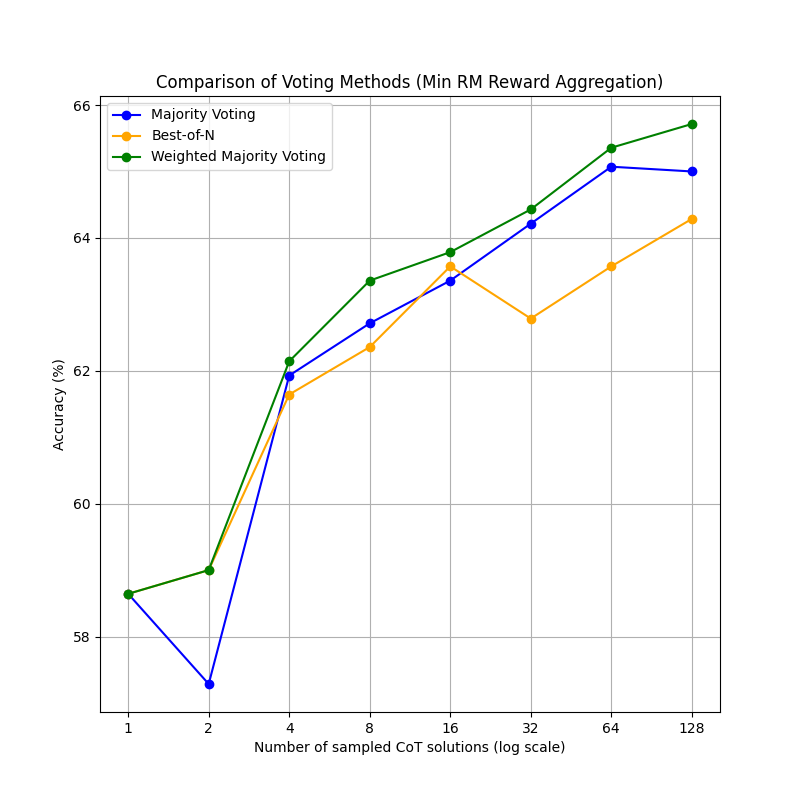 Comparison of Voting Methods (Min RM Reward Aggregation)
Majority Voting
Best-of-N
Weighted Majority Voting
66
64
62
60
58
Accuracy (%)
1 2 4 8 16 32 64 128
Number of sampled CoT solutions (log scale)